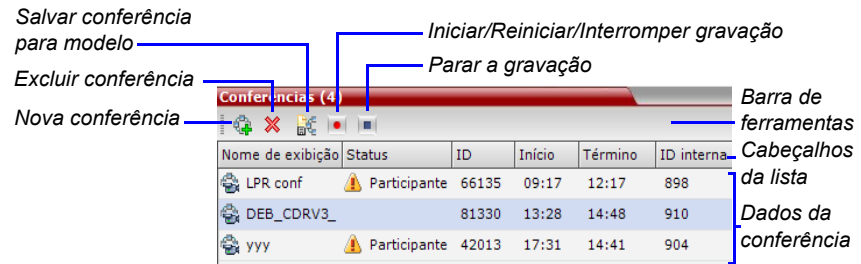 Salvar conferência
para modelo
Iniciar/Reiniciar/Interromper gravação
Parar a gravação
Excluir conferência
Nova conferência
Conferências (4)
Barra de
ferramentas
Cabeçalhos
da lista
Nome de exibição Status ID Início Término ID interna
LPR conf Participante 66135 09:17 12:17 898
DEB_CDRV3_ 81330 13:28 14:48 910
yyy Participante 42013 17:31 14:41 904
Dados da
conferência